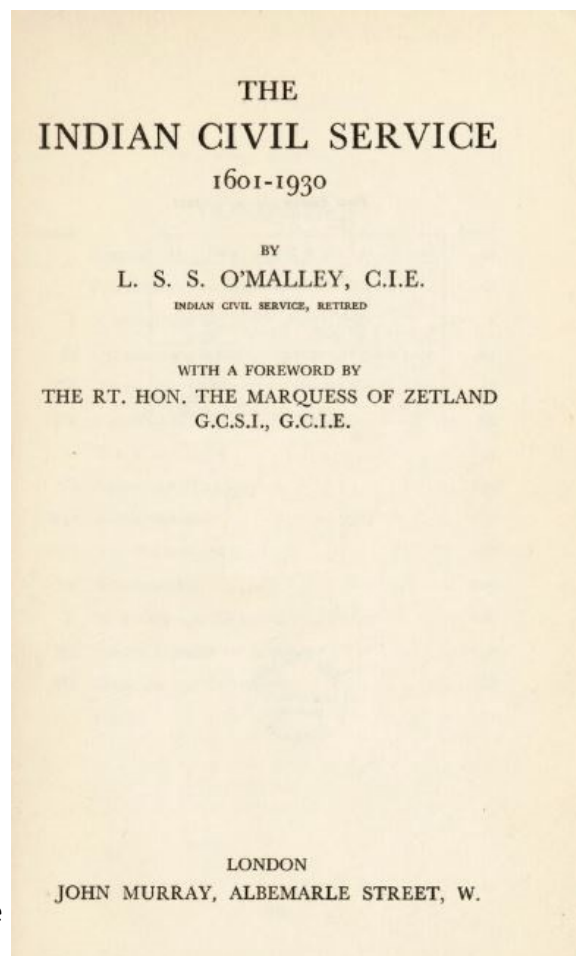 THE
INDIAN CIVIL SERVICE
1601-1930
BY
L. S. S. O'MALLEY, C.I.E.
INDIAN CIVIL SERVICE, RETIRED
WITH A FOREWORD BY
THE RT. HON. THE MARQUESS OF ZETLAND
G.C.S.I., G.C.I.E.
LONDON
JOHN MURRAY, ALBEMARLE STREET, W.